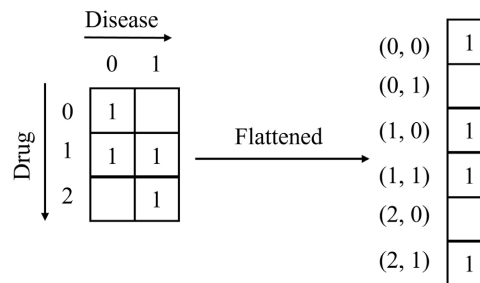 Disease
0 1
Drug
0 1
1 1 1
2 1
Flattened
(0, 0) 1
(0, 1)
(1, 0) 1
(1, 1) 1
(2, 0)
(2, 1) 1